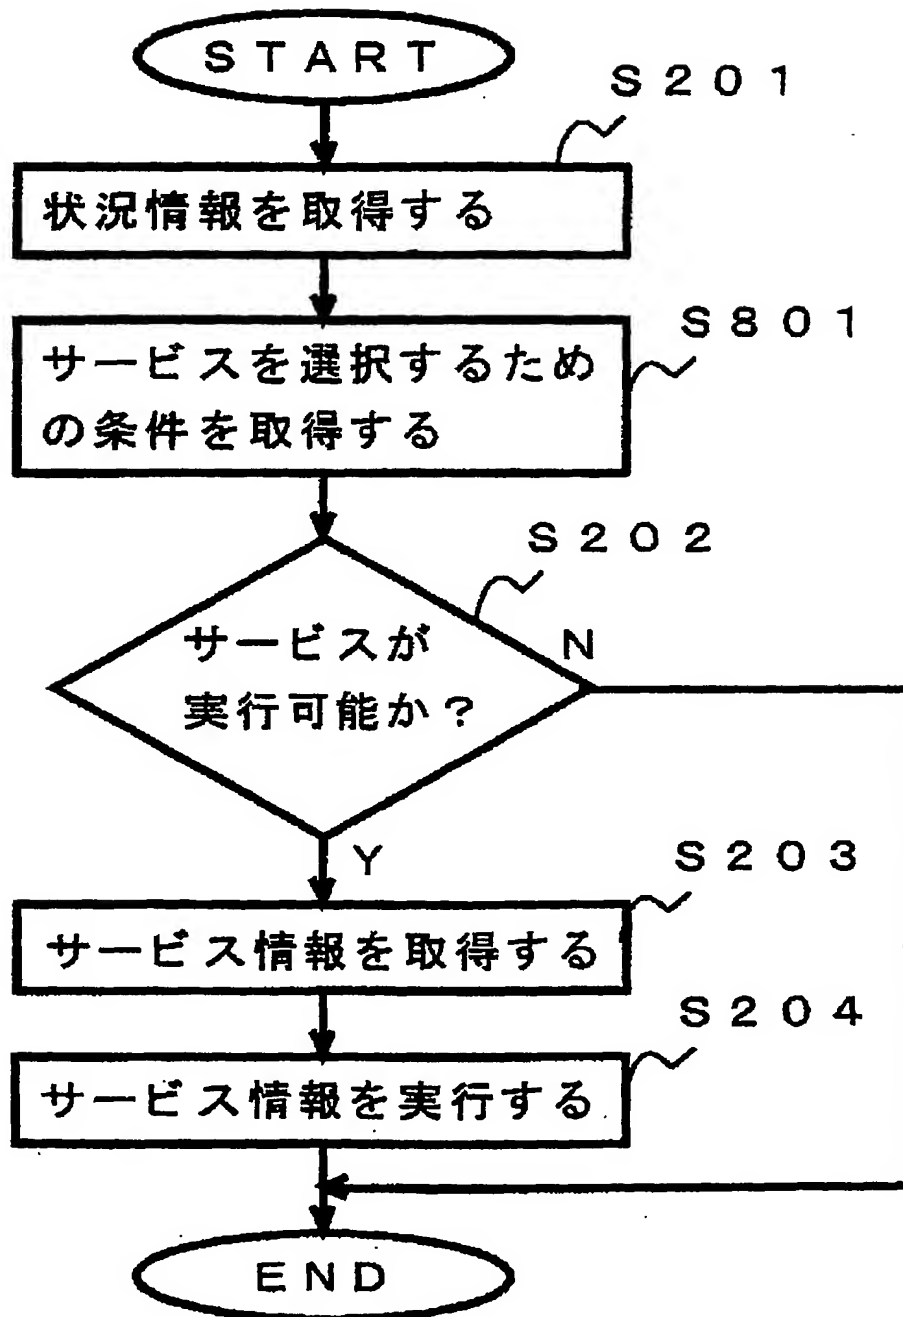 ＳＴＡＲＴ
Ｓ２０１
状況情報を取得する
Ｓ８０１
サービスを選択するため
の条件を取得する
Ｓ２０２
サービスが
実行可能か？
Ｎ
Ｙ
Ｓ２０３
サービス情報を取得する
Ｓ２０４
サービス情報を実行する
ＥＮＤ